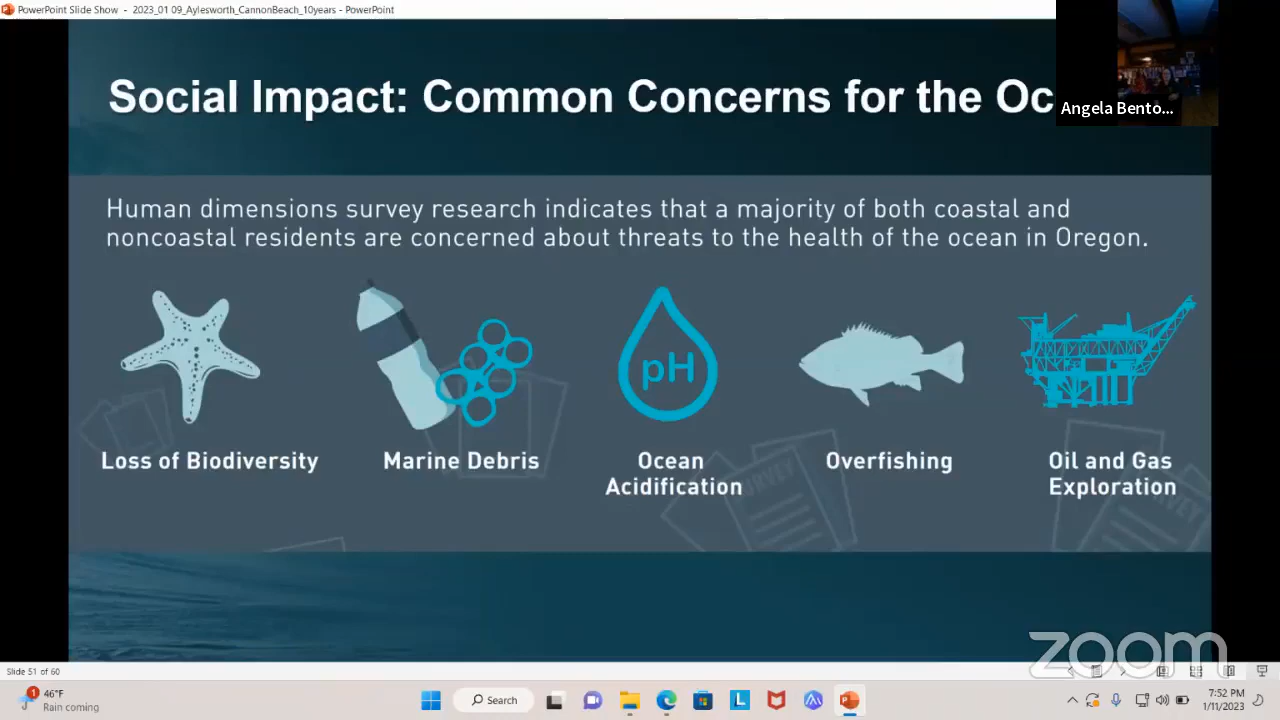 PowerPoint Slide Show - 2023_01 09_Aylesworth_CannonBeach_10years - PowerPoint
Social Impact: Common Concerns for the Oc
Angela Bento...
Human dimensions survey research indicates that a majority of both coastal and
noncoastal residents are concerned about threats to the health of the ocean in Oregon.
pH
Loss of Biodiversity
Marine Debris
Ocean
Acidification
Overfishing
Oil and Gas
Exploration
SURVEY
SURVEY
zoom
Slide 51 of 60
1
46°F
Rain coming
Search
L
P
7:52 PM
1/11/2023